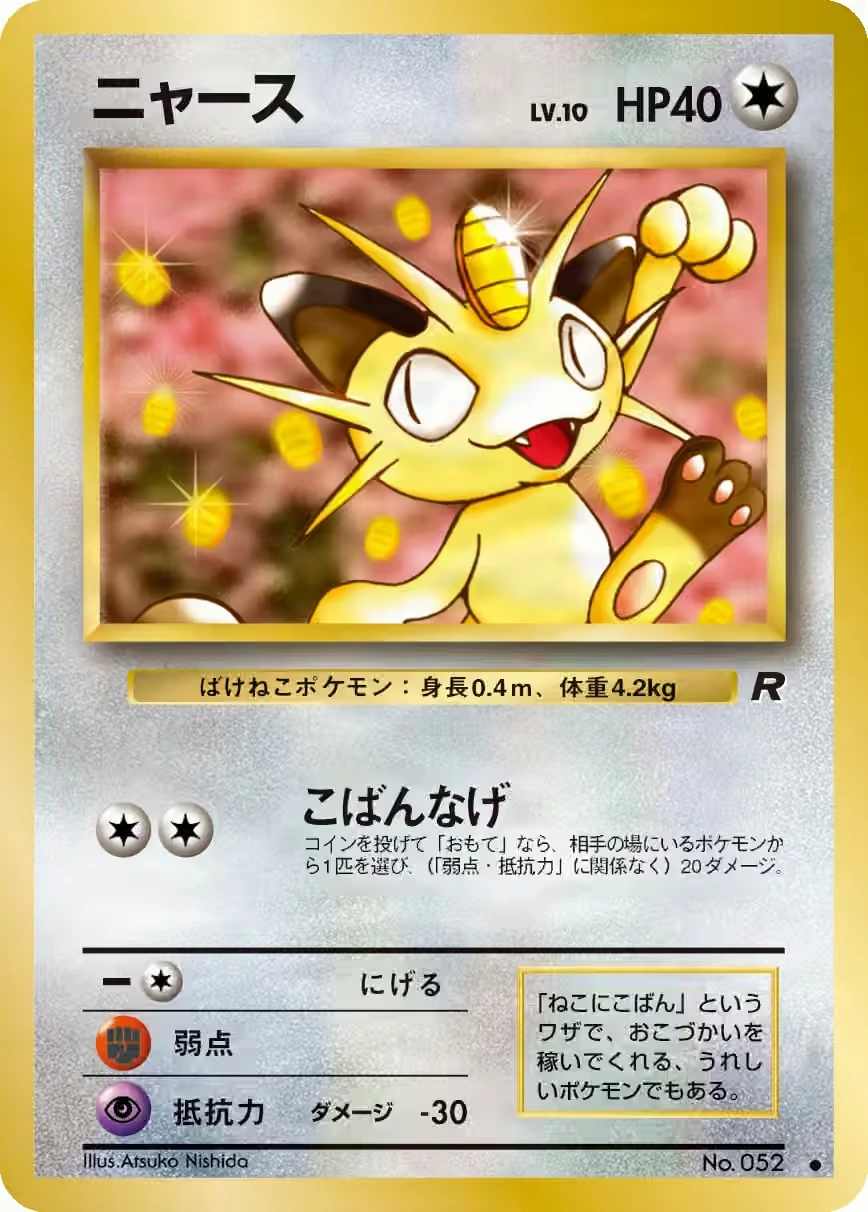 ニャース
LV.10 HP40
ばけねこポケモン：身長0.4m、体重4.2kg
R
こばんなげ
コインを投げて「おもて」なら、相手の場にいるポケモンか
ら1匹を選び、（「弱点・抵抗力」に関係なく）20ダメージ。
にげる
弱点
抵抗力 ダメージ -30
「ねこにこばん」という
ワザで、おこづかいを
稼いでくれる、うれし
いポケモンでもある。
Illus.Atsuko Nishida
No.052